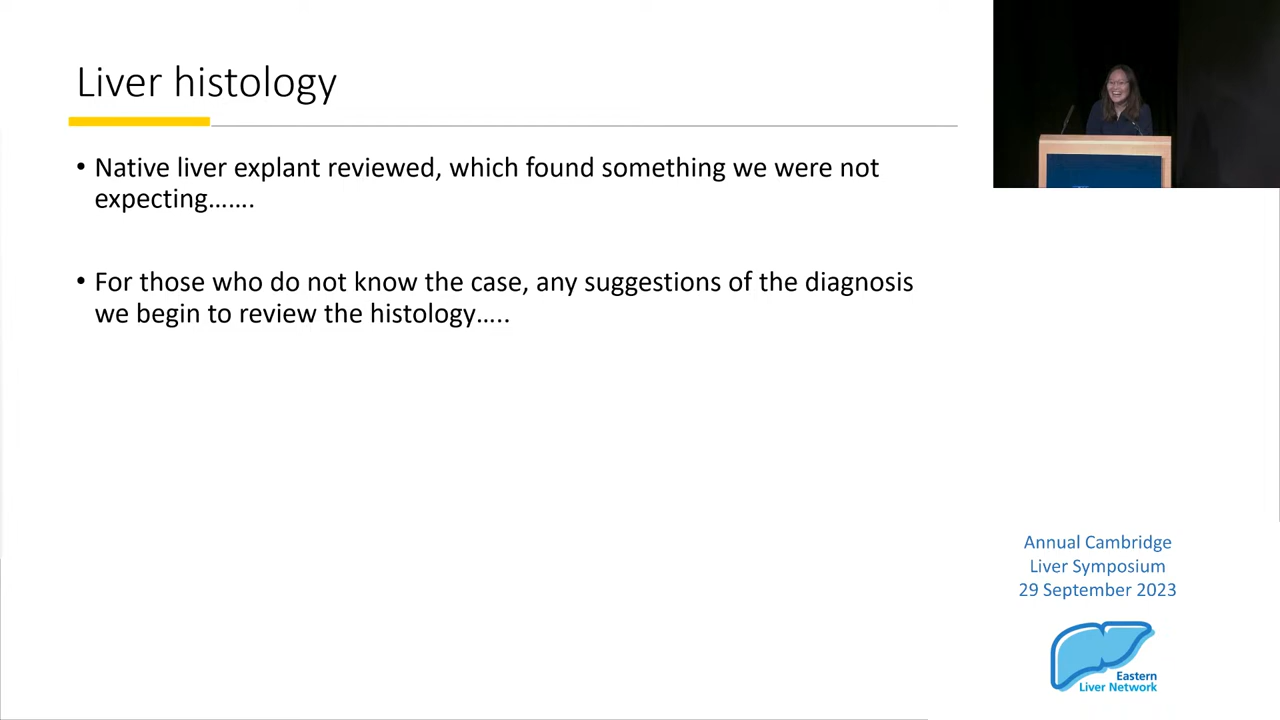 Liver histology
• Native liver explant reviewed, which found something we were not
expecting…….
• For those who do not know the case, any suggestions of the diagnosis
we begin to review the histology…..
Annual Cambridge
Liver Symposium
29 September 2023
Eastern
Liver Network